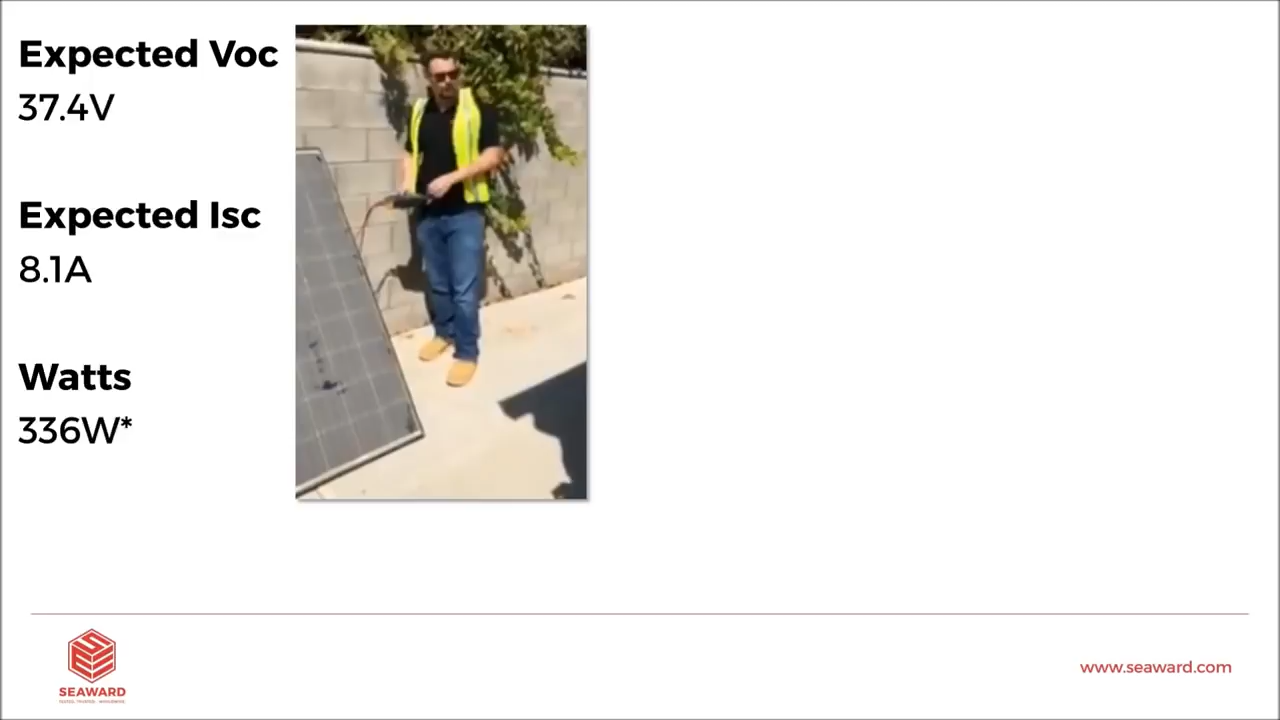 Expected Voc
37.4V
Expected Isc
8.1A
Watts
336W*
SEAWARD
www.seaward.com